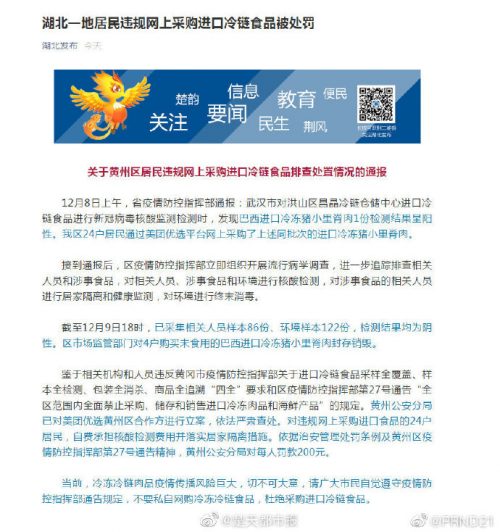 湖北一地居民违规网上采购进口冷链食品被处罚
湖北发布 今天
楚韵
信息
教育
便民
关注
要闻
民生
荆风
关于黄州区居民违规网上采购进口冷链食品排查处置情况的通报
12月8日上午，省疫情防控指挥部通报：武汉市对洪山区昌晶冷链仓储中心进口冷
链食品进行新冠病毒核酸监测检测时，发现巴西进口冷冻猪小里脊肉1份检测结果呈阳
性。我区24户居民通过美团优选平台网上采购了上述同批次的进口冷冻猪小里脊肉。
接到通报后，区疫情防控指挥部立即组织开展流行病学调查，进一步追踪排查相关
人员和涉事食品，对相关人员、涉事食品和环境进行核酸检测，对涉事食品的相关人员
进行居家隔离和健康监测，对环境进行终末消毒。
截至12月9日18时，已采集相关人员样本86份、环境样本122份，检测结果均为阴
性。区市场监管部门对4户购买未食用的巴西进口冷冻猪小里脊肉封存销毁。
鉴于相关机构和人员违反黄冈市疫情防控指挥部关于进口冷链食品采样全覆盖、样
本全检测、包装全消杀、商品全追溯“四全”要求和区疫情防控指挥部第27号通告“全
区范围内全面禁止采购、储存和销售进口冷冻肉品和海鲜产品”的规定。黄州公安分局
已对美团优选黄州区合作方进行立案，依法严肃查处。对违规网上采购进口食品的24户
居民，自费承担核酸检测费用并落实居家隔离措施。依据治安管理处罚条例及黄州区疫
情防控指挥部第27号通告精神，黄州公安分局对每人罚款200元。
当前，冷冻冷链肉品疫情传播风险巨大，切不可大意，请广大市民自觉遵守疫情防
控指挥部通告规定，不要私自网购冷冻冷链食品，杜绝采购进口冷链食品。
@楚天都市报
@PRND21